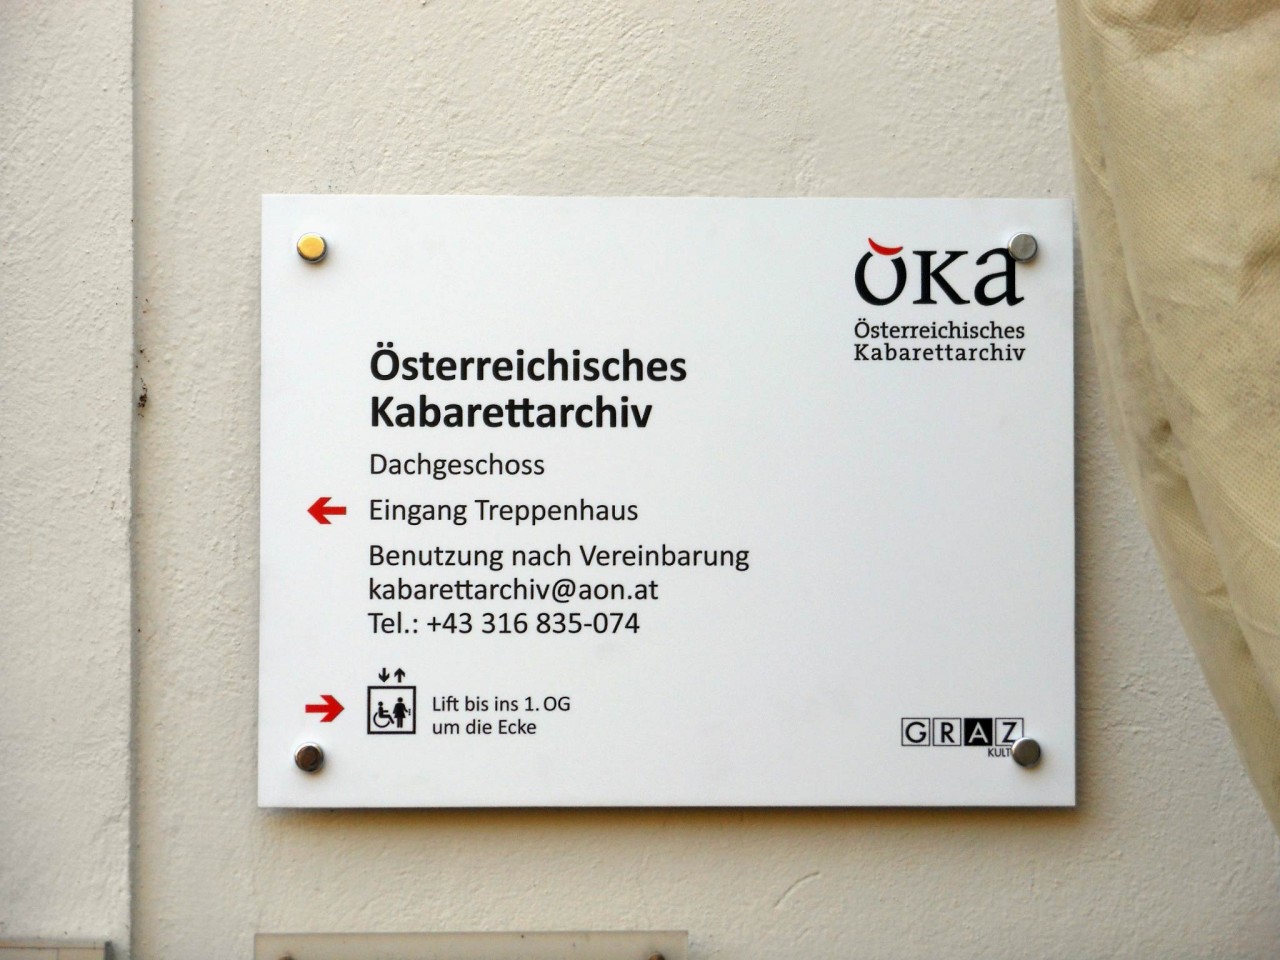 ÖKA
Österreichisches
Kabarettarchiv
Österreichisches
Kabarettarchiv
Dachgeschoss
Eingang Treppenhaus
Benutzung nach Vereinbarung
kabarettarchiv@aon.at
Tel.: +43 316 835-074
Lift bis ins 1. OG
um die Ecke
GRAZ